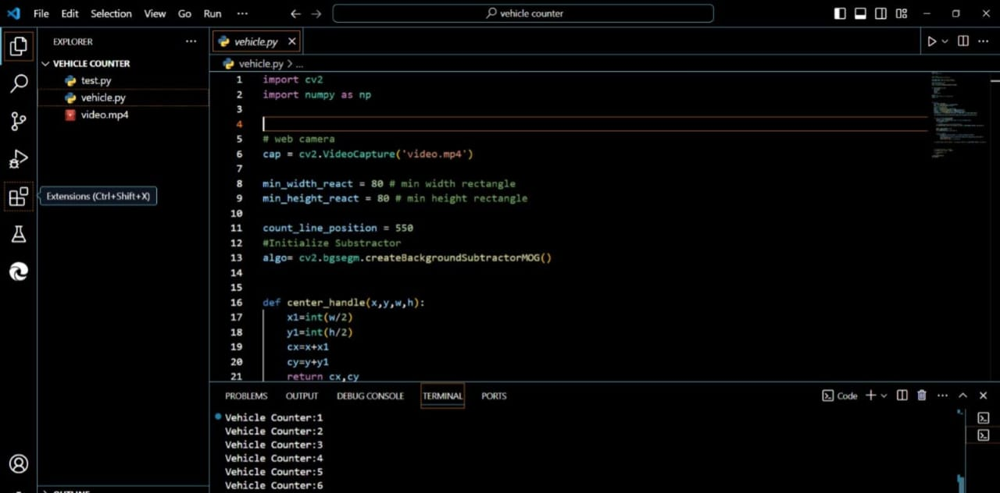 File Edit Selection View Go Run ···
vehicle counter
EXPLORER
VEHICLE COUNTER
test.py
vehicle.py
video.mp4
Extensions (Ctrl+Shift+X)
vehicle.py
vehicle.py > ...
1 import cv2
2 import numpy as np
3
4
5 # web camera
6 cap = cv2.VideoCapture('video.mp4')
7
8 min_width_react = 80 # min width rectangle
9 min_height_react = 80 # min height rectangle
10
11 count_line_position = 550
12 #Initialize Substractor
13 algo= cv2.bgsegm.createBackgroundSubtractorMOG()
14
15
16 def center_handle(x,y,w,h):
17 x1=int(w/2)
18 y1=int(h/2)
19 cx=x+x1
20 cy=y+y1
21 return cx,cy
PROBLEMS OUTPUT DEBUG CONSOLE TERMINAL PORTS
Code
Vehicle Counter:1
Vehicle Counter:2
Vehicle Counter:3
Vehicle Counter:4
Vehicle Counter:5
Vehicle Counter:6
OUTLINE